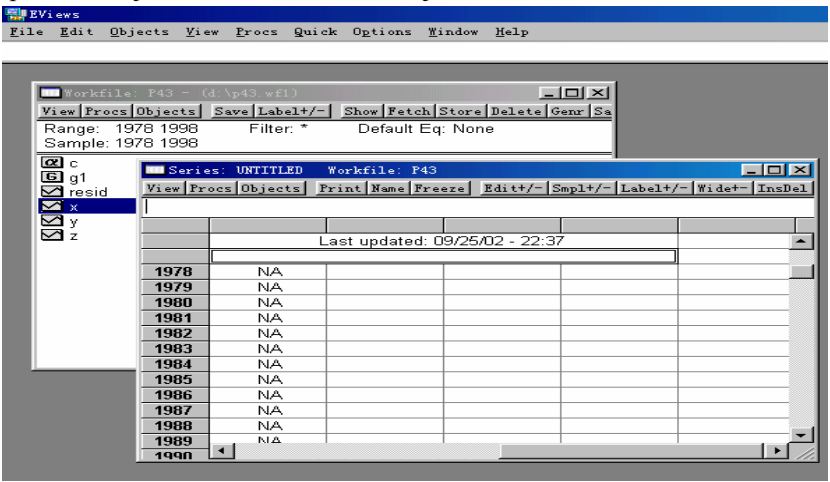 EViews
File Edit Objects View Procs Quick Options Window Help
Workfile: P43 - (d:\p43.wf1)
View Procs Objects Save Label+/- Show Fetch Store Delete Genr Sa
Range: 1978 1998 Filter: * Default Eq: None
Sample: 1978 1998
c
g1
resid
x
y
z
Series: UNTITLED Workfile: P43
View Procs Objects Print Name Freeze Edit+/- Smpl+/- Label+/- Wide+- InsDel
Last updated: 09/25/02 - 22:37
1978 NA
1979 NA
1980 NA
1981 NA
1982 NA
1983 NA
1984 NA
1985 NA
1986 NA
1987 NA
1988 NA
1989 NA
1990